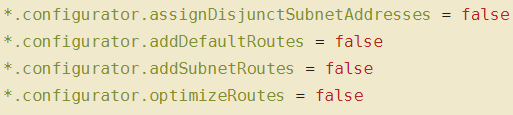 *.configurator.assignDisjunctSubnetAddresses = false
*.configurator.addDefaultRoutes = false
*.configurator.addSubnetRoutes = false
*.configurator.optimizeRoutes = false